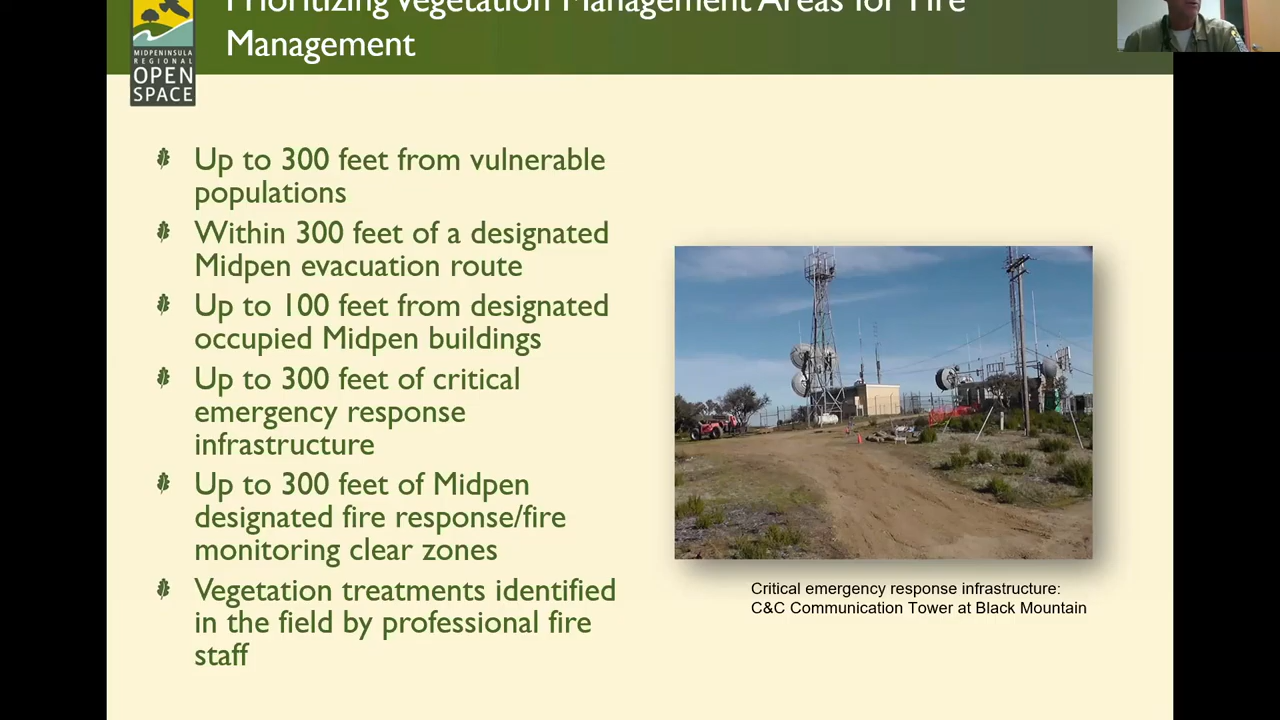 Prioritizing Vegetation Management Areas for Fire
Management
MIDPENINSULA
REGIONAL
OPEN
SPACE
Up to 300 feet from vulnerable
populations
Within 300 feet of a designated
Midpen evacuation route
Up to 100 feet from designated
occupied Midpen buildings
Up to 300 feet of critical
emergency response
infrastructure
Up to 300 feet of Midpen
designated fire response/fire
monitoring clear zones
Vegetation treatments identified
in the field by professional fire
staff
Critical emergency response infrastructure:
C&C Communication Tower at Black Mountain